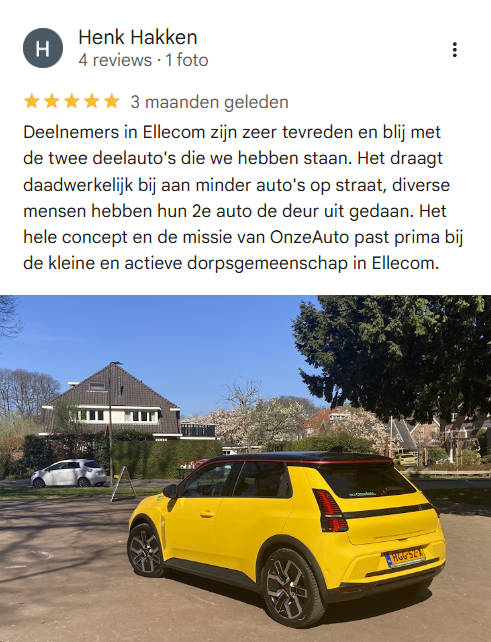 H
Henk Hakken
4 reviews · 1 foto
3 maanden geleden
Deelnemers in Ellecom zijn zeer tevreden en blij met
de twee deelauto's die we hebben staan. Het draagt
daadwerkelijk bij aan minder auto's op straat, diverse
mensen hebben hun 2e auto de deur uit gedaan. Het
hele concept en de missie van OnzeAuto past prima bij
de kleine en actieve dorpsgemeenschap in Ellecom.